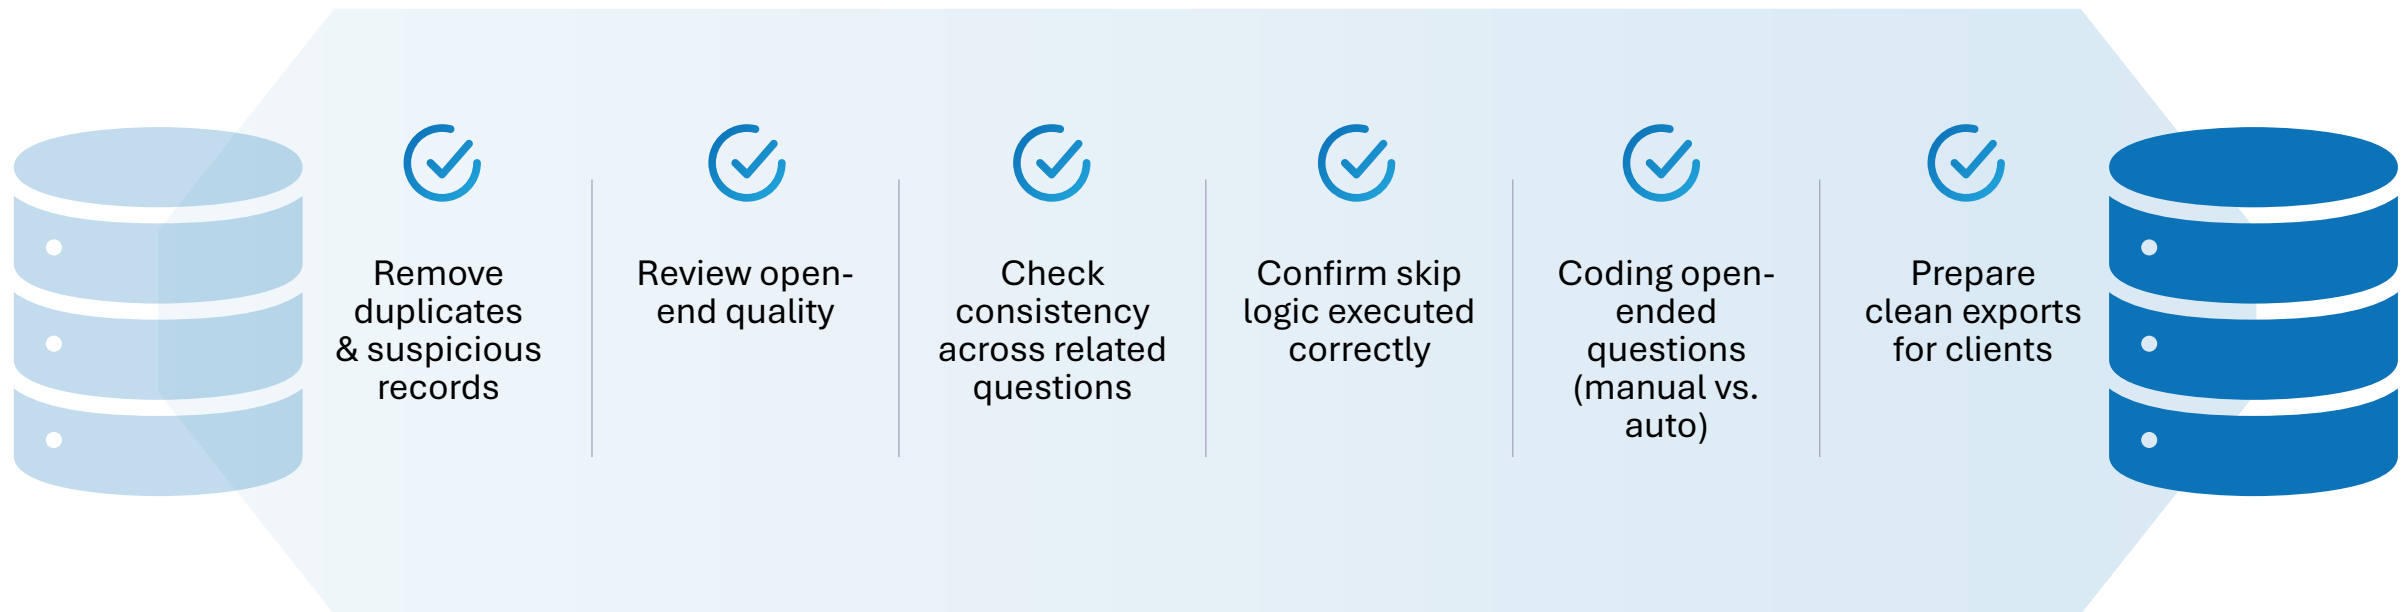 Remove
duplicates
& suspicious
records
Review open-
end quality
Check
consistency
across related
questions
Confirm skip
logic executed
correctly
Coding open-
ended
questions
(manual vs.
auto)
Prepare
clean exports
for clients